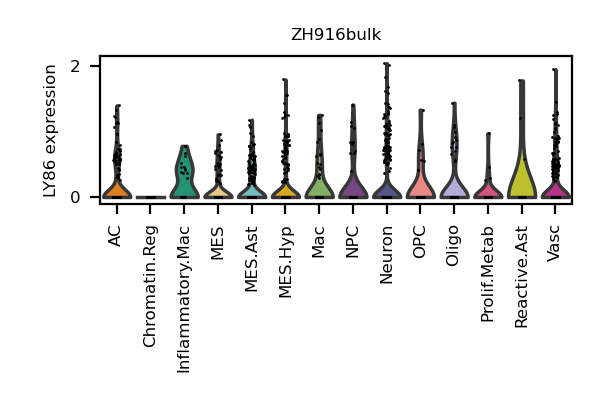 ZH916bulk
LY86 expression
2
0
AC
Chromatin.Reg
Inflammatory.Mac
MES
MES.Ast
MES.Hyp
Mac
NPC
Neuron
OPC
Oligo
Prolif.Metab
Reactive.Ast
Vasc